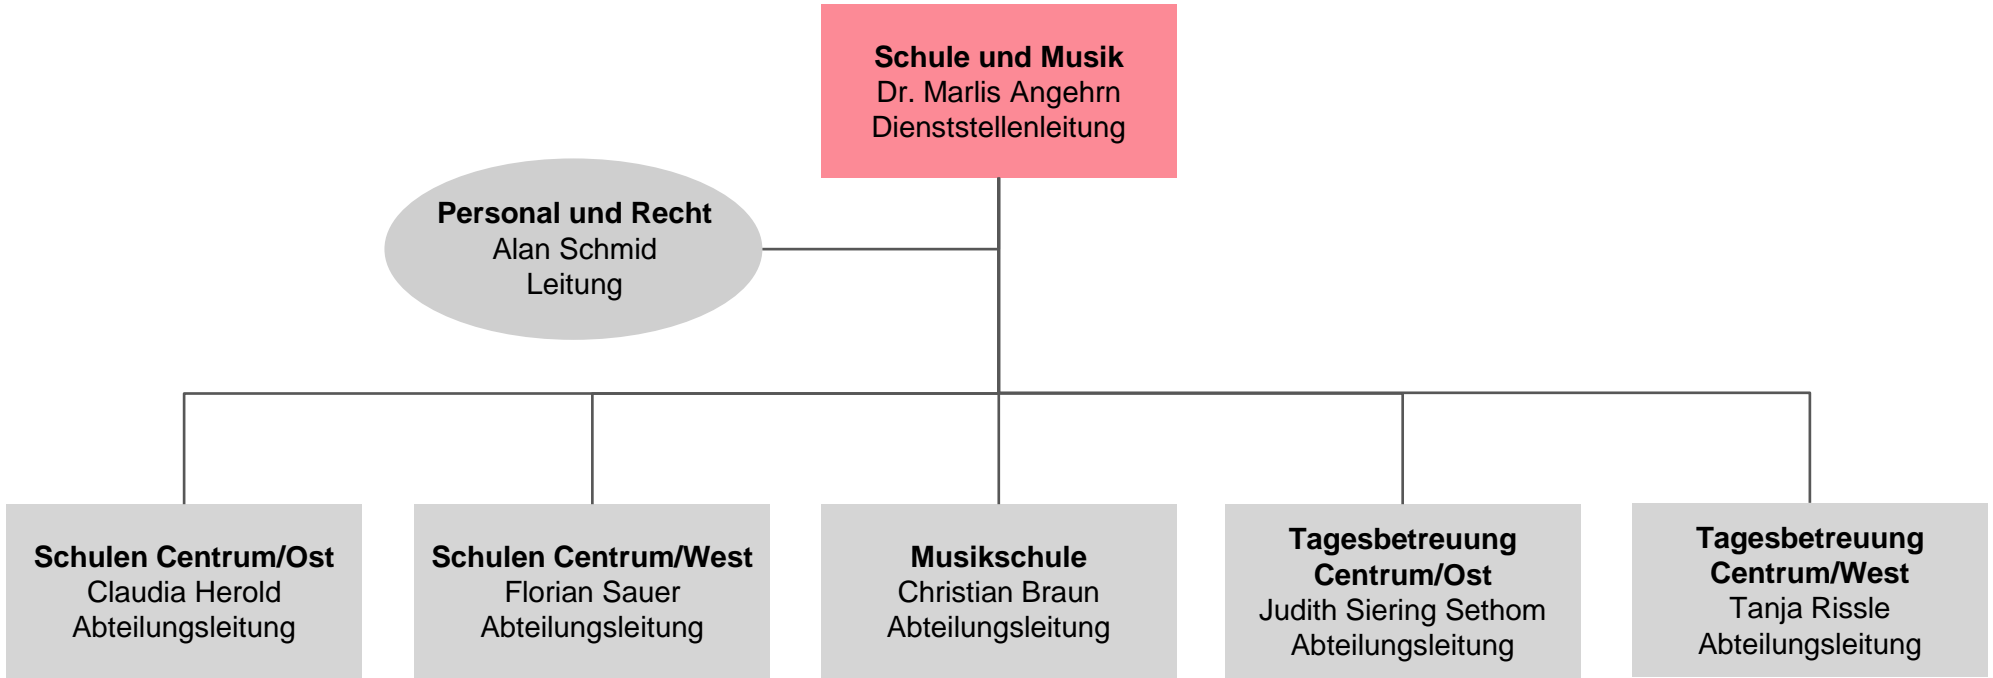 Schule und Musik
Dr. Marlis Angehrn
Dienststellenleitung
Personal und Recht
Alan Schmid
Leitung
Schulen Centrum/Ost
Claudia Herold
Abteilungsleitung
Schulen Centrum/West
Florian Sauer
Abteilungsleitung
Musikschule
Christian Braun
Abteilungsleitung
Tagesbetreuung
Centrum/Ost
Judith Siering Sethom
Abteilungsleitung
Tagesbetreuung
Centrum/West
Tanja Rissle
Abteilungsleitung